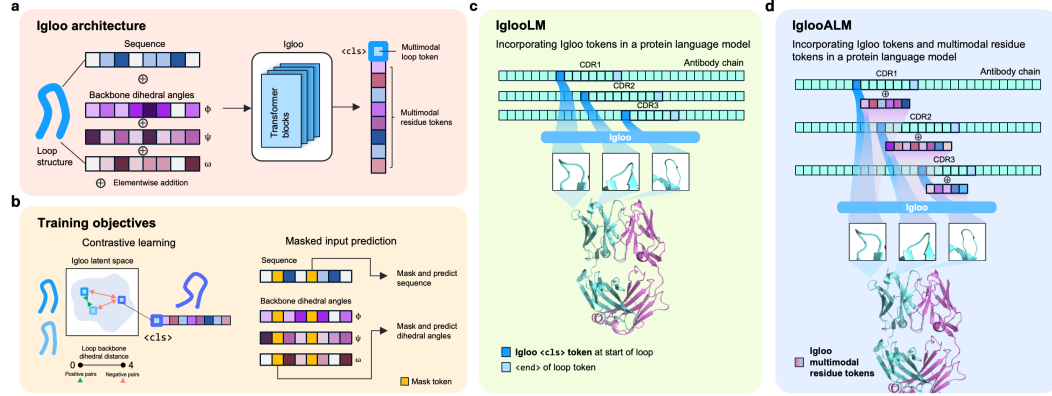 a
Igloo architecture
Sequence
Backbone dihedral angles
ϕ
ψ
ω
Loop
structure
Elementwise addition
Igloo
Transformer
blocks
<cls>
Multimodal
loop token
Multimodal
residue tokens
b
Training objectives
Contrastive learning
Igloo latent space
<cls>
Loop backbone
dihedral distance
0
4
Positive pairs
Negative pairs
Masked input prediction
Sequence
Mask and predict
sequence
Backbone dihedral angles
ϕ
ψ
ω
Mask and predict
dihedral angles
Mask token
c
IglooLM
Incorporating Igloo tokens in a protein language model
CDR1
Antibody chain
CDR2
CDR3
Igloo
Igloo <cls> token at start of loop
<end> of loop token
d
IglooALM
Incorporating Igloo tokens and multimodal residue
tokens in a protein language model
CDR1
Antibody chain
CDR2
CDR3
Igloo
Igloo
multimodal
residue tokens